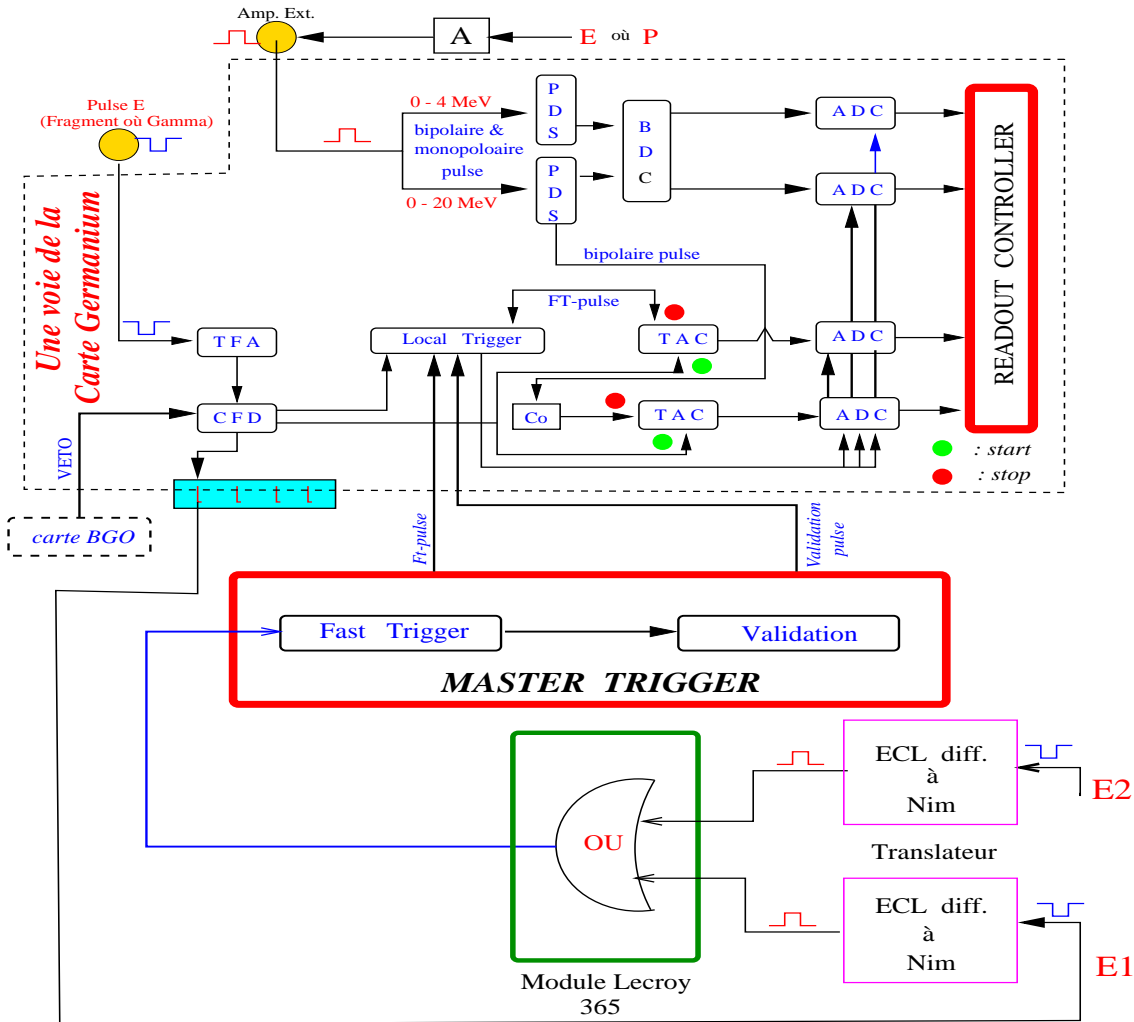 Amp. Ext.
A
E où P
Pulse E
(Fragment où Gamma)
0 - 4 MeV
bipolaire &
monopoloaire
pulse
0 - 20 MeV
P D S
P D S
B D C
A D C
A D C
READOUT CONTROLLER
Une voie de la
Carte Germanium
bipolaire pulse
FT-pulse
T F A
Local Trigger
T A C
A D C
C F D
Co
T A C
A D C
: start
: stop
VETO
carte BGO
Ft-pulse
Validation
pulse
Fast Trigger
Validation
MASTER TRIGGER
OU
ECL diff.
à
Nim
E2
Translateur
ECL diff.
à
Nim
E1
Module Lecroy
365